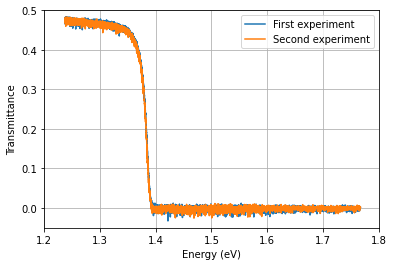 First experiment
Second experiment
Transmittance
0.5
0.4
0.3
0.2
0.1
0.0
1.2 1.3 1.4 1.5 1.6 1.7 1.8
Energy (eV)